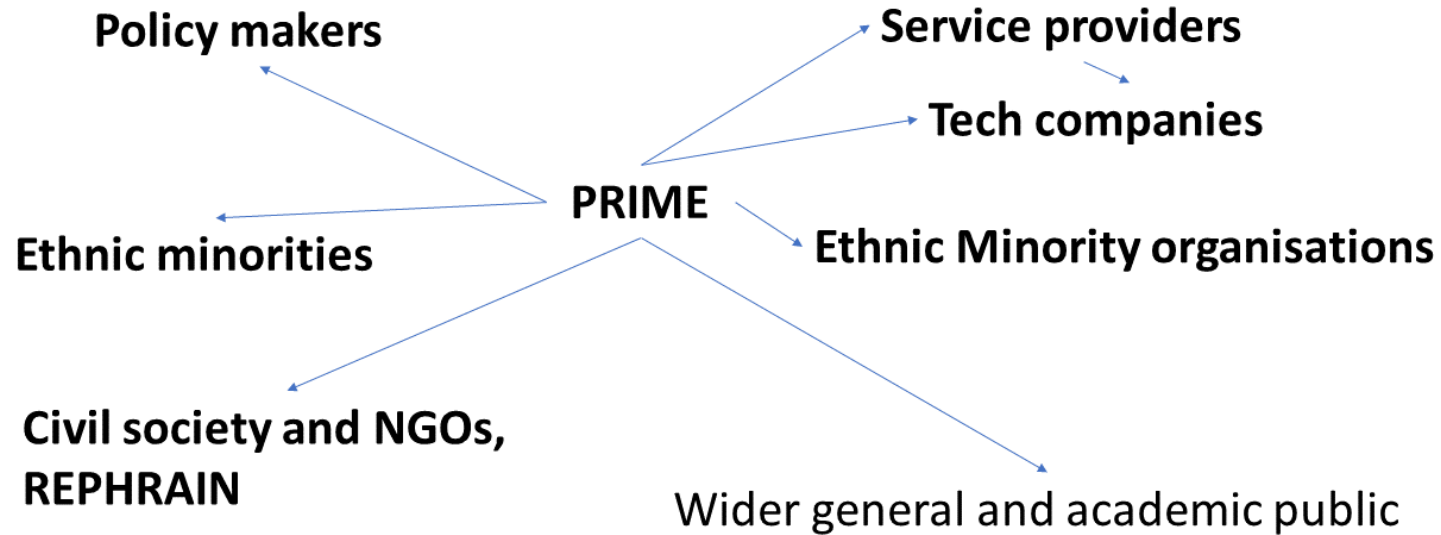 Policy makers
Service providers
Tech companies
PRIME
Ethnic minorities
Ethnic Minority organisations
Civil society and NGOs,
REPHRAIN
Wider general and academic public